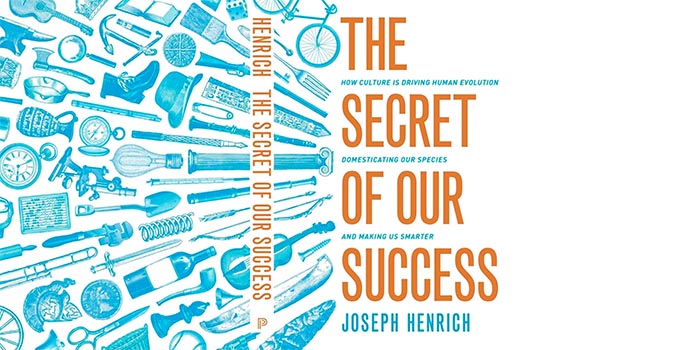 HENRICH THE SECRET OF OUR SUCCESS
P
THE
HOW CULTURE IS DRIVING HUMAN EVOLUTION
SECRET
DOMESTICATING OUR SPECIES
OF OUR
AND MAKING US SMARTER
SUCCESS
JOSEPH HENRICH